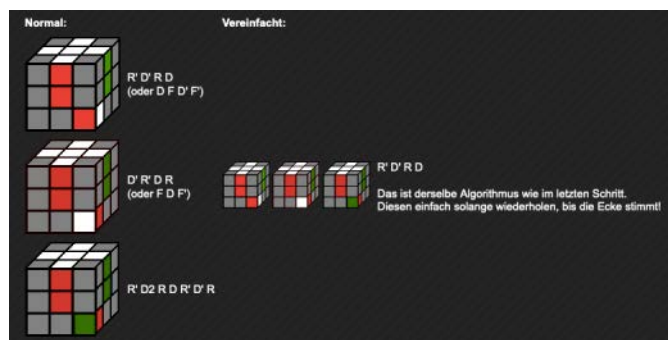 Normal:
Vereinfacht:
R' D' R D
(oder D F D' F')
D' R' D R
(oder F D F')
R' D' R D
Das ist derselbe Algorithmus wie im letzten Schritt.
Diesen einfach solange wiederholen, bis die Ecke stimmt!
R' D2 R D R' D' R